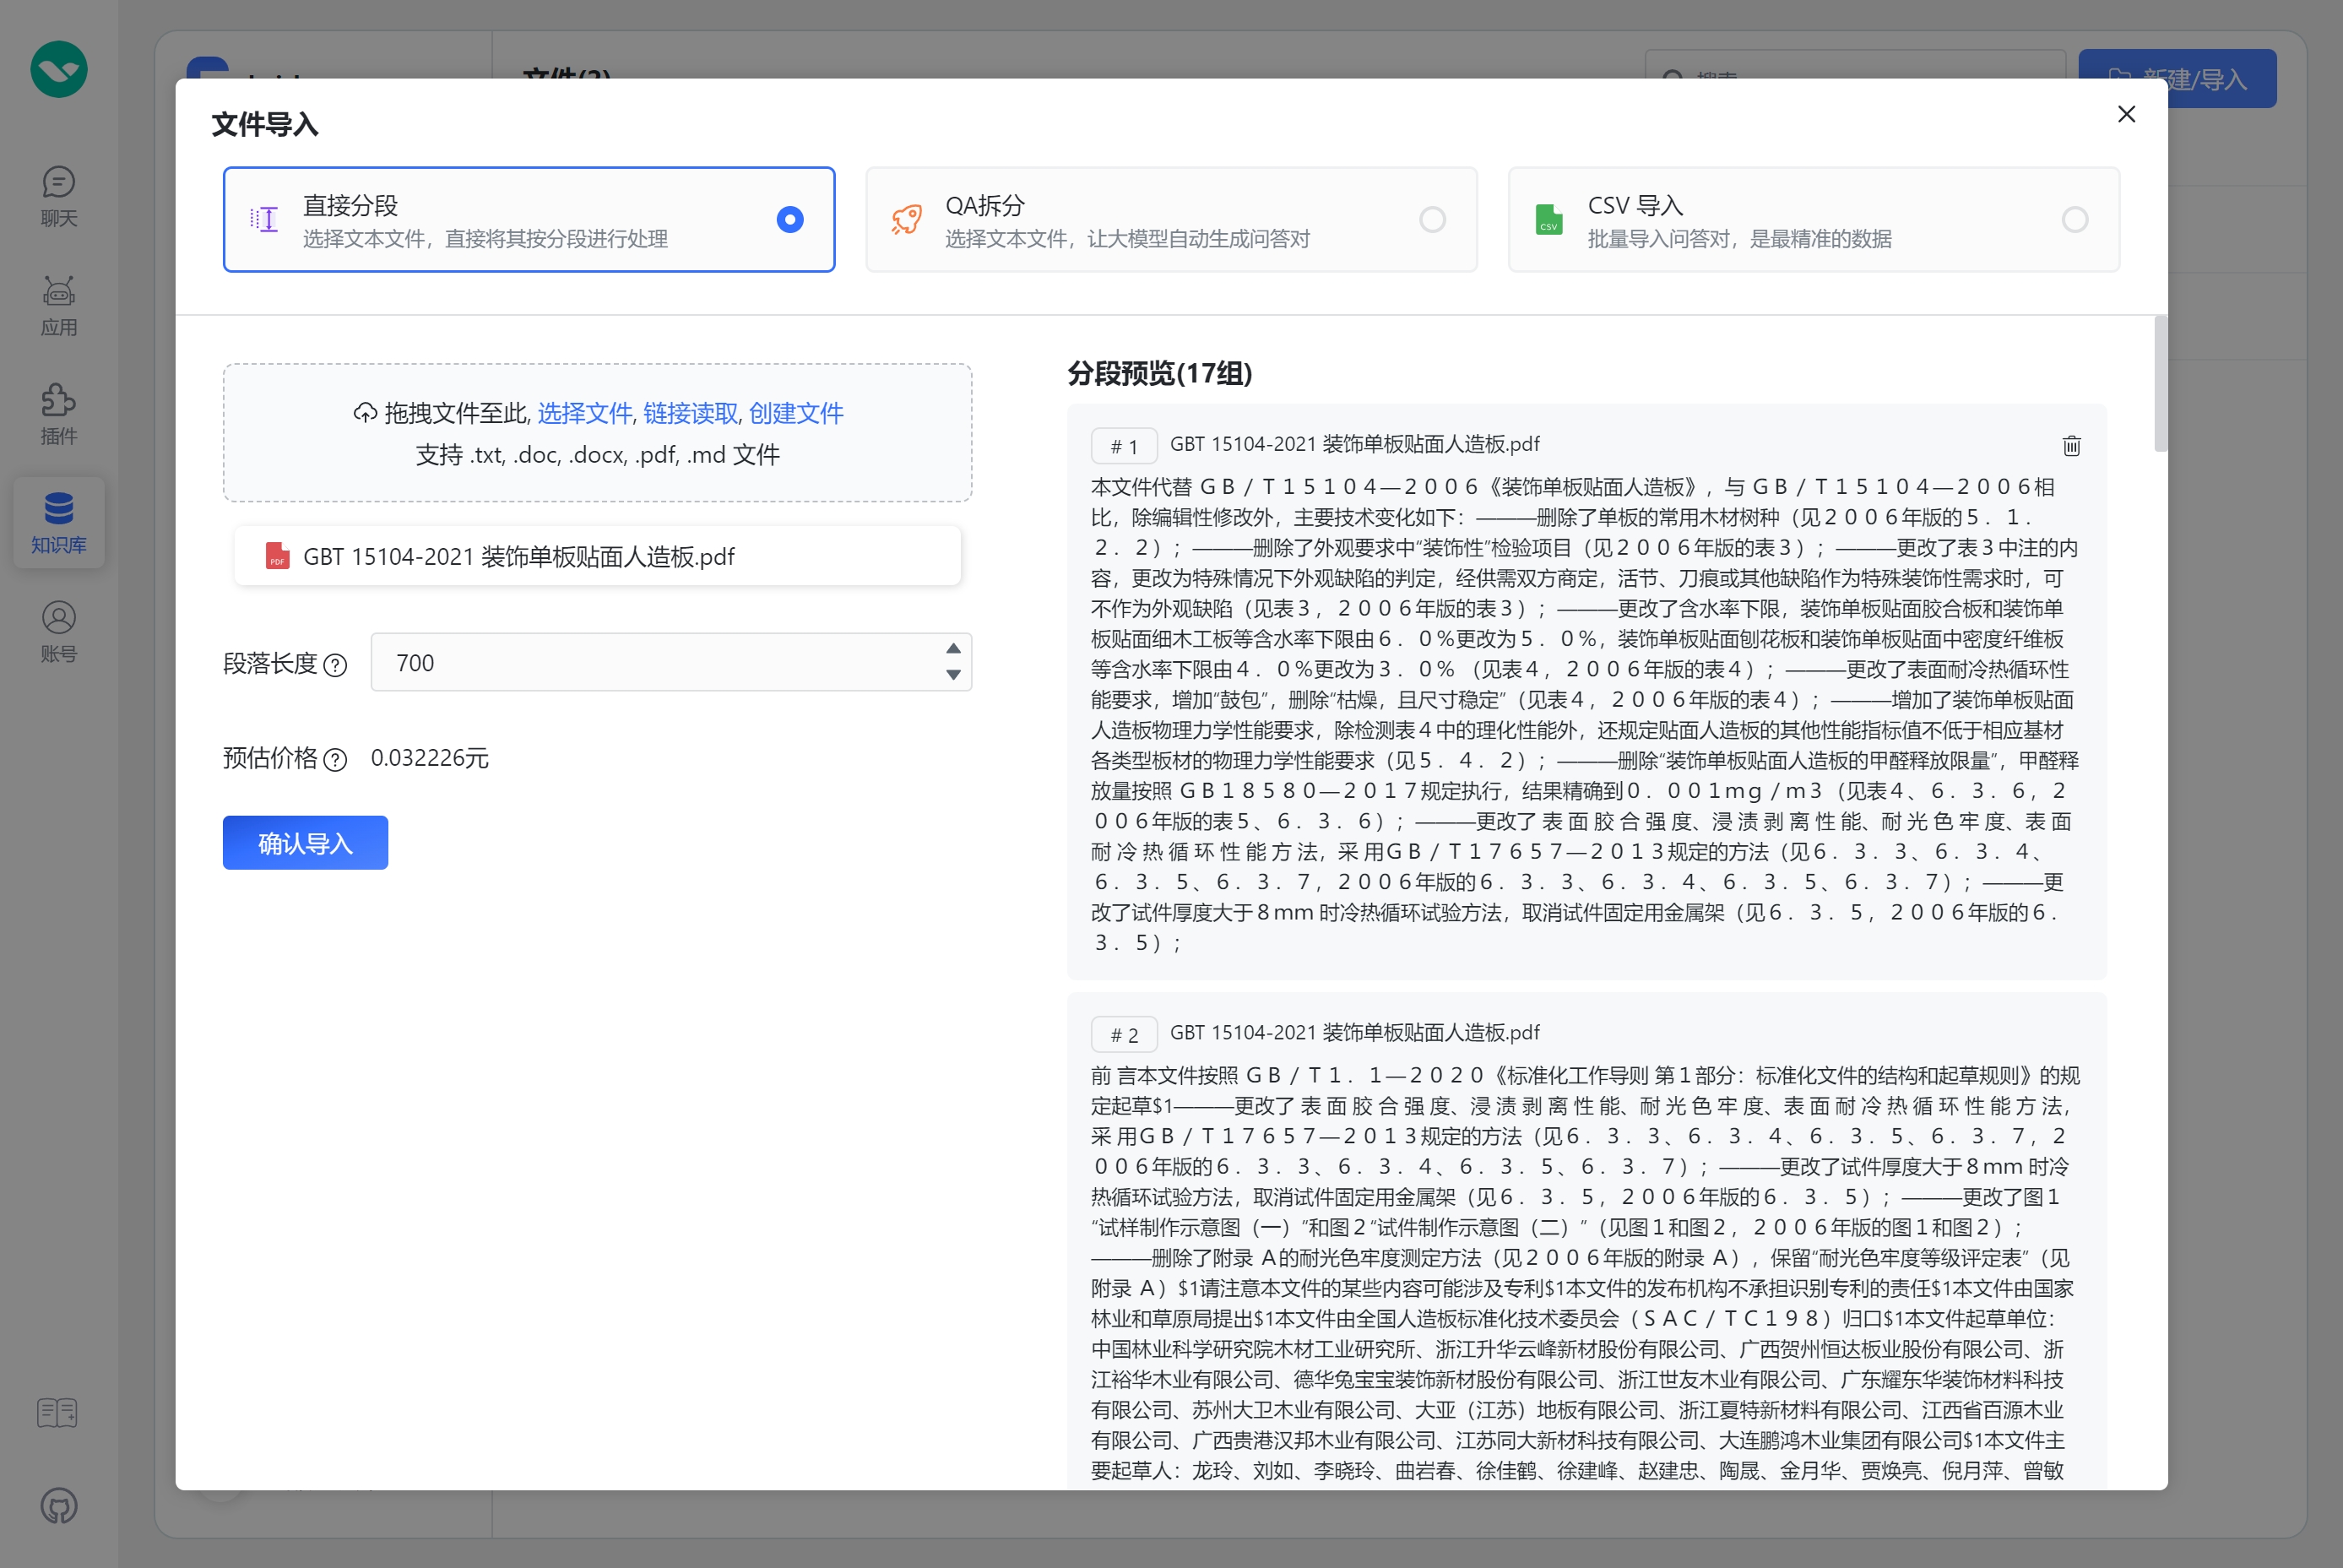 文件(2)
搜索
新建/导入
聊天
应用
插件
知识库
账号
文件导入
直接分段
选择文本文件，直接将其按分段进行处理
QA拆分
选择文本文件，让大模型自动生成问答对
CSV
CSV 导入
批量导入问答对，是最精准的数据
拖拽文件至此, 选择文件, 链接读取, 创建文件
支持 .txt, .doc, .docx, .pdf, .md 文件
PDF
GBT 15104-2021 装饰单板贴面人造板.pdf
段落长度 ?
700
预估价格 ?
0.032226元
确认导入
分段预览(17组)
# 1
GBT 15104-2021 装饰单板贴面人造板.pdf
本文件代替 ＧＢ／Ｔ１５１０４—２００６《装饰单板贴面人造板》，与 ＧＢ／Ｔ１５１０４—２００６相
比，除编辑性修改外，主要技术变化如下：———删除了单板的常用木材树种（见２００６年版的５．１．
２．２）；———删除了外观要求中“装饰性”检验项目（见２００６年版的表３）；———更改了表３中注的内
容，更改为特殊情况下外观缺陷的判定，经供需双方商定，活节、刀痕或其他缺陷作为特殊装饰性需求时，可
不作为外观缺陷（见表３，２００６年版的表３）；———更改了含水率下限，装饰单板贴面胶合板和装饰单
板贴面细木工板等含水率下限由６．０％更改为５．０％，装饰单板贴面刨花板和装饰单板贴面中密度纤维板
等含水率下限由４．０％更改为３．０％ （见表４，２００６年版的表４）；———更改了表面耐冷热循环性
能要求，增加“鼓包”，删除“枯燥，且尺寸稳定”（见表４，２００６年版的表４）；———增加了装饰单板贴面
人造板物理力学性能要求，除检测表４中的理化性能外，还规定贴面人造板的其他性能指标值不低于相应基材
各类型板材的物理力学性能要求（见５．４．２）；———删除“装饰单板贴面人造板的甲醛释放限量”，甲醛释
放量按照 ＧＢ１８５８０—２０１７规定执行，结果精确到０．００１ｍｇ／ｍ３（见表４、６．３．６，２
００６年版的表５、６．３．６）；———更改了 表 面 胶 合 强 度、浸 渍 剥 离 性 能、耐 光 色 牢 度、表 面
耐 冷 热 循 环 性 能 方 法，采 用ＧＢ／Ｔ１７６５７—２０１３规定的方法（见６．３．３、６．３．４、
６．３．５、６．３．７，２００６年版的６．３．３、６．３．４、６．３．５、６．３．７）；———更
改了试件厚度大于８ｍｍ 时冷热循环试验方法，取消试件固定用金属架（见６．３．５，２００６年版的６．
３．５）；
# 2
GBT 15104-2021 装饰单板贴面人造板.pdf
前 言本文件按照 ＧＢ／Ｔ１．１—２０２０《标准化工作导则 第１部分：标准化文件的结构和起草规则》的规
定起草$1———更改了 表 面 胶 合 强 度、浸 渍 剥 离 性 能、耐 光 色 牢 度、表 面 耐 冷 热 循 环 性 能 方 法，
采 用ＧＢ／Ｔ１７６５７—２０１３规定的方法（见６．３．３、６．３．４、６．３．５、６．３．７，２
００６年版的６．３．３、６．３．４、６．３．５、６．３．７）；———更改了试件厚度大于８ｍｍ 时冷
热循环试验方法，取消试件固定用金属架（见６．３．５，２００６年版的６．３．５）；———更改了图１
“试样制作示意图（一）”和图２“试件制作示意图（二）”（见图１和图２，２００６年版的图１和图２）；
———删除了附录 Ａ的耐光色牢度测定方法（见２００６年版的附录 Ａ），保留“耐光色牢度等级评定表”（见
附录 Ａ）$1请注意本文件的某些内容可能涉及专利$1本文件的发布机构不承担识别专利的责任$1本文件由国家
林业和草原局提出$1本文件由全国人造板标准化技术委员会（ＳＡＣ／ＴＣ１９８）归口$1本文件起草单位：
中国林业科学研究院木材工业研究所、浙江升华云峰新材股份有限公司、广西贺州恒达板业股份有限公司、浙
江裕华木业有限公司、德华兔宝宝装饰新材股份有限公司、浙江世友木业有限公司、广东耀东华装饰材料科技
有限公司、苏州大卫木业有限公司、大亚（江苏）地板有限公司、浙江夏特新材料有限公司、江西省百源木业
有限公司、广西贵港汉邦木业有限公司、江苏同大新材科技有限公司、大连鹏鸿木业集团有限公司$1本文件主
要起草人：龙玲、刘如、李晓玲、曲岩春、徐佳鹤、徐建峰、赵建忠、陶晟、金月华、贾焕亮、倪月萍、曾敏